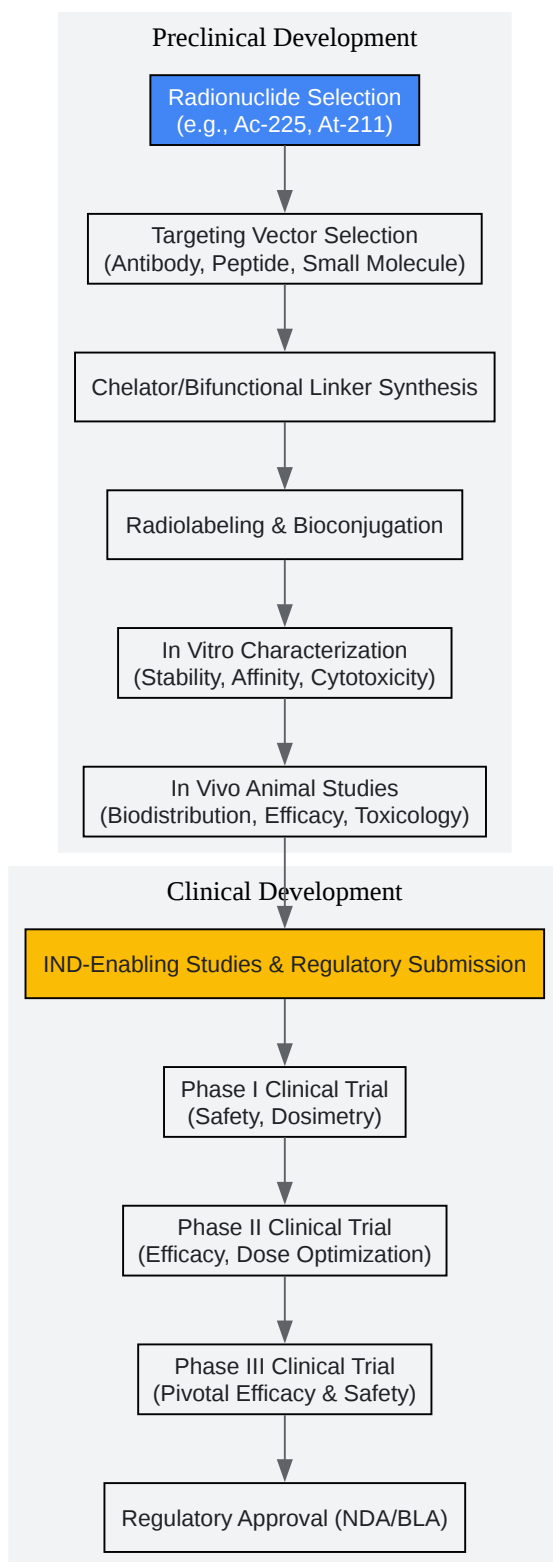 Preclinical Development
Radionuclide Selection
(e.g., Ac-225, At-211)
Targeting Vector Selection
(Antibody, Peptide, Small Molecule)
Chelator/Bifunctional Linker Synthesis
Radiolabeling & Bioconjugation
In Vitro Characterization
(Stability, Affinity, Cytotoxicity)
In Vivo Animal Studies
(Biodistribution, Efficacy, Toxicology)
Clinical Development
IND-Enabling Studies & Regulatory Submission
Phase I Clinical Trial
(Safety, Dosimetry)
Phase II Clinical Trial
(Efficacy, Dose Optimization)
Phase III Clinical Trial
(Pivotal Efficacy & Safety)
Regulatory Approval (NDA/BLA)